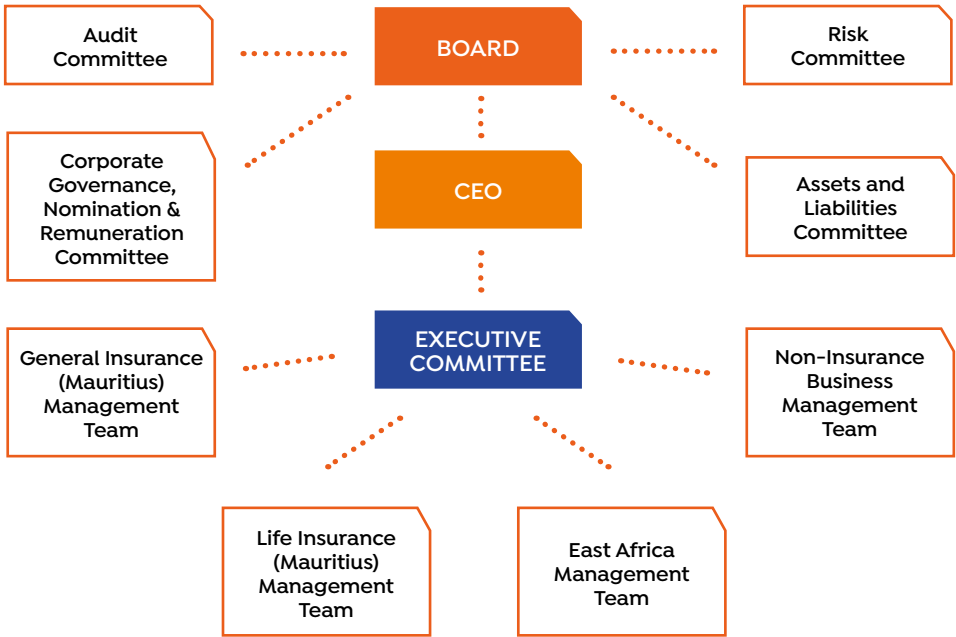 Audit
Committee
BOARD
Risk
Committee
Corporate
Governance,
Nomination &
Remuneration
Committee
CEO
Assets and
Liabilities
Committee
General Insurance
(Mauritius)
Management
Team
EXECUTIVE
COMMITTEE
Non-Insurance
Business
Management
Team
Life Insurance
(Mauritius)
Management
Team
East Africa
Management
Team